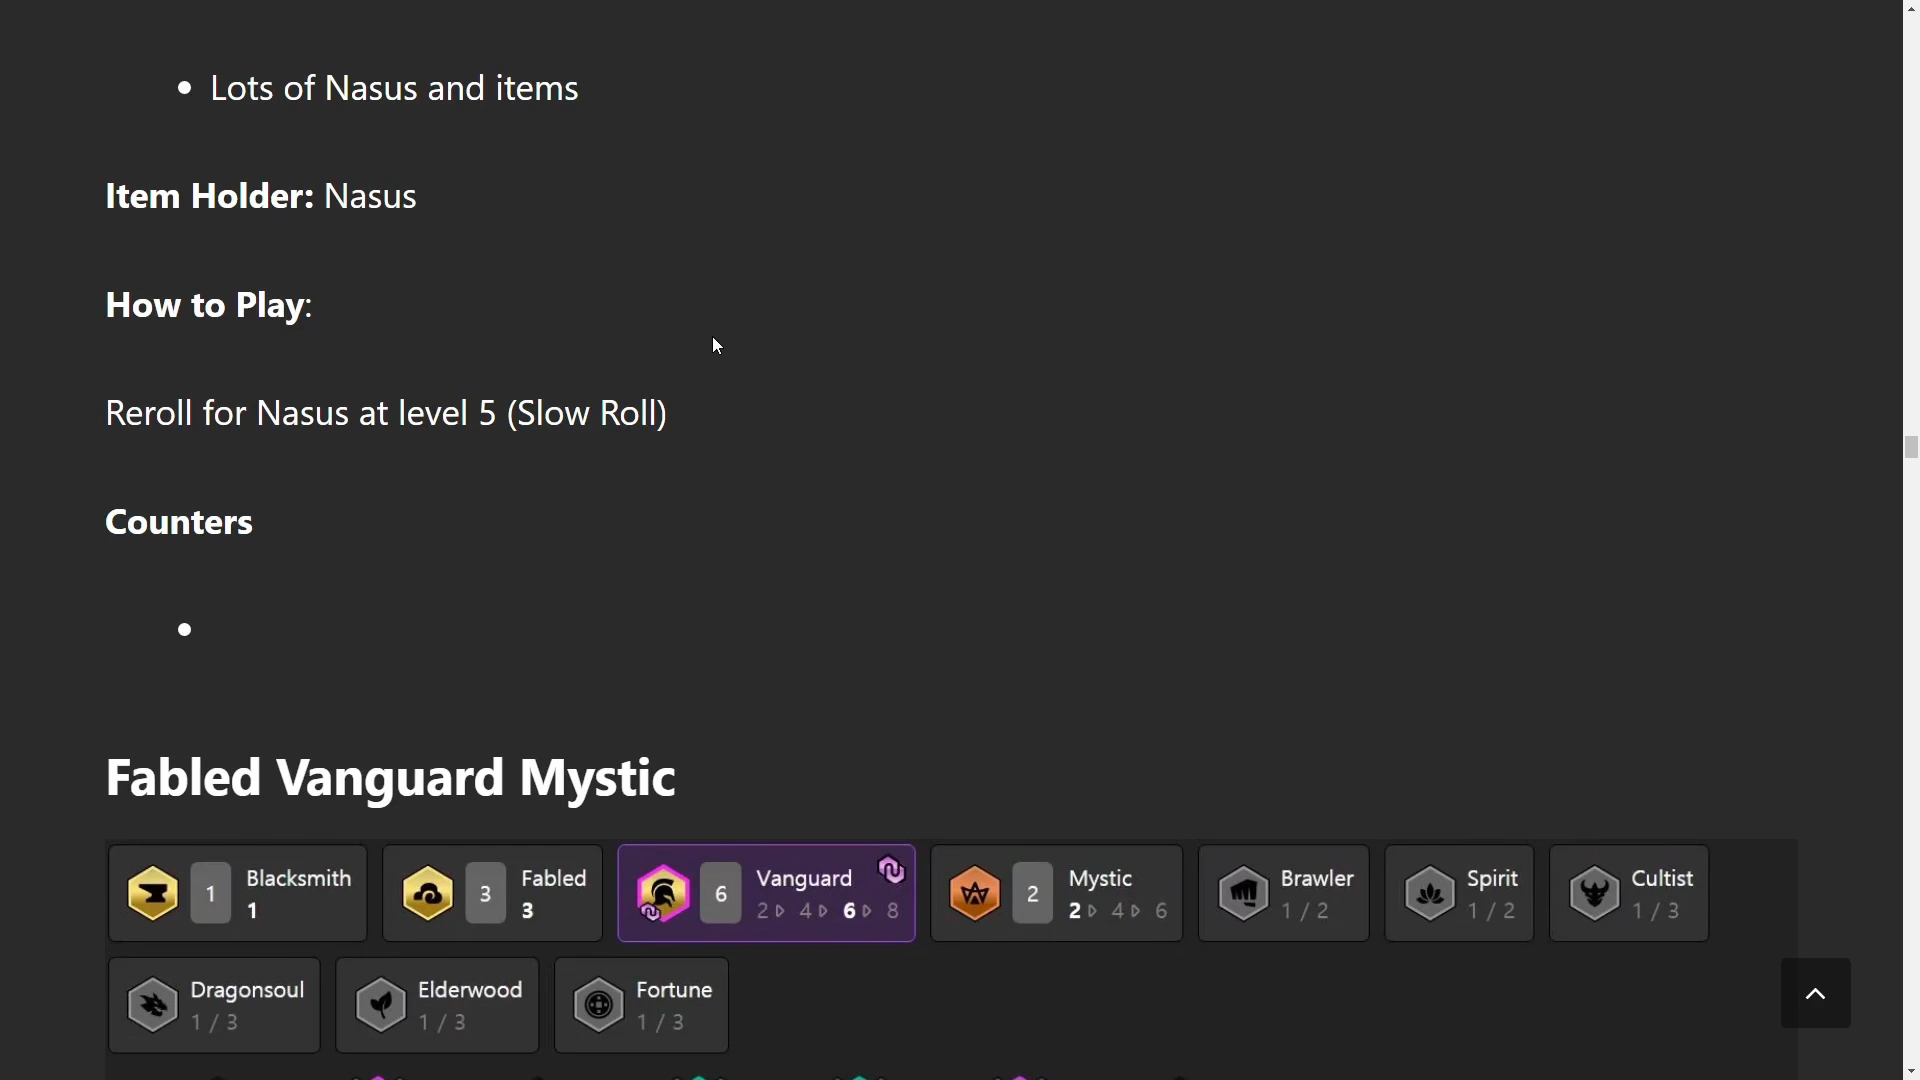 • Lots of Nasus and items
Item Holder: Nasus
How to Play:
Reroll for Nasus at level 5 (Slow Roll)
Counters
•
Fabled Vanguard Mystic
1 Blacksmith 1
3 Fabled 3
6 Vanguard 2 ▹ 4 ▹ 6 ▹ 8
2 Mystic 2 ▹ 4 ▹ 6
Brawler 1 / 2
Spirit 1 / 2
Cultist 1 / 3
Dragonsoul 1 / 3
Elderwood 1 / 3
Fortune 1 / 3